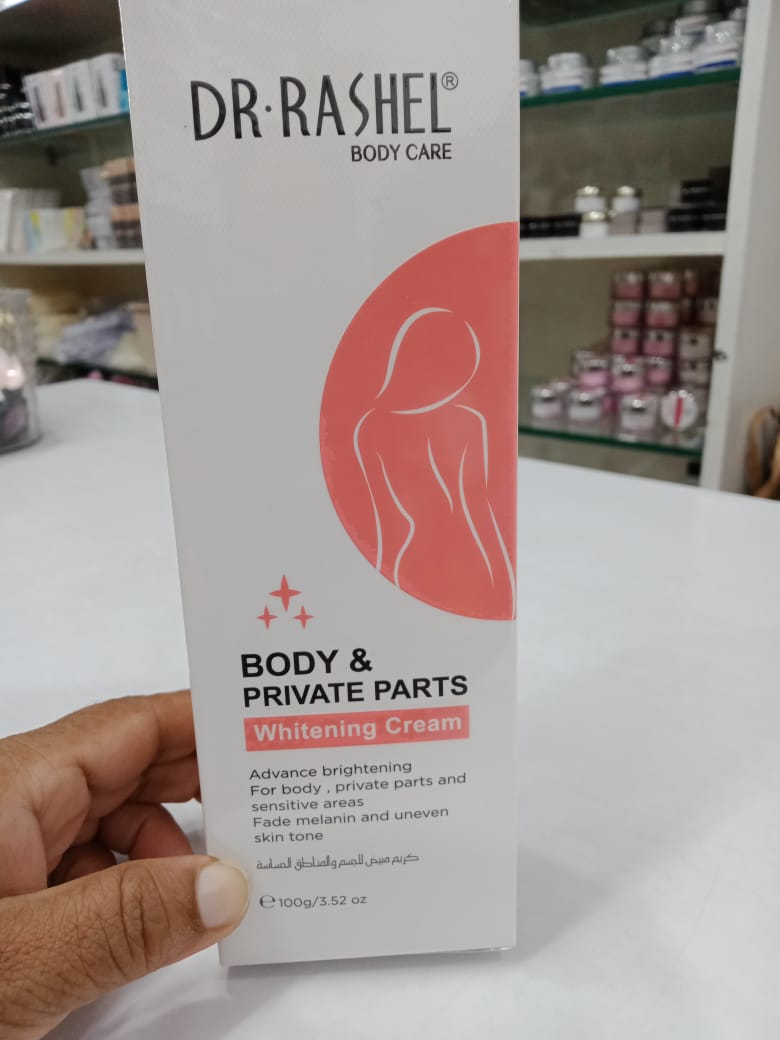 DR·RASHEL®
BODY CARE
BODY &
PRIVATE PARTS
Whitening Cream
Advance brightening
For body , private parts and
sensitive areas
Fade melanin and uneven
skin tone
كريم مبيض للجسم والمناطق الحساسة
℮ 100g/3.52 oz